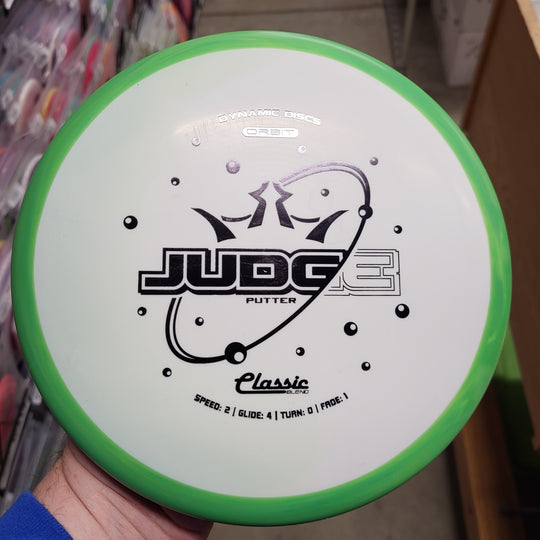 DYNAMIC DISCS
ORBIT
JUDGE
PUTTER
Classic
BLEND
SPEED: 2 | GLIDE: 4 | TURN: 0 | FADE: 1